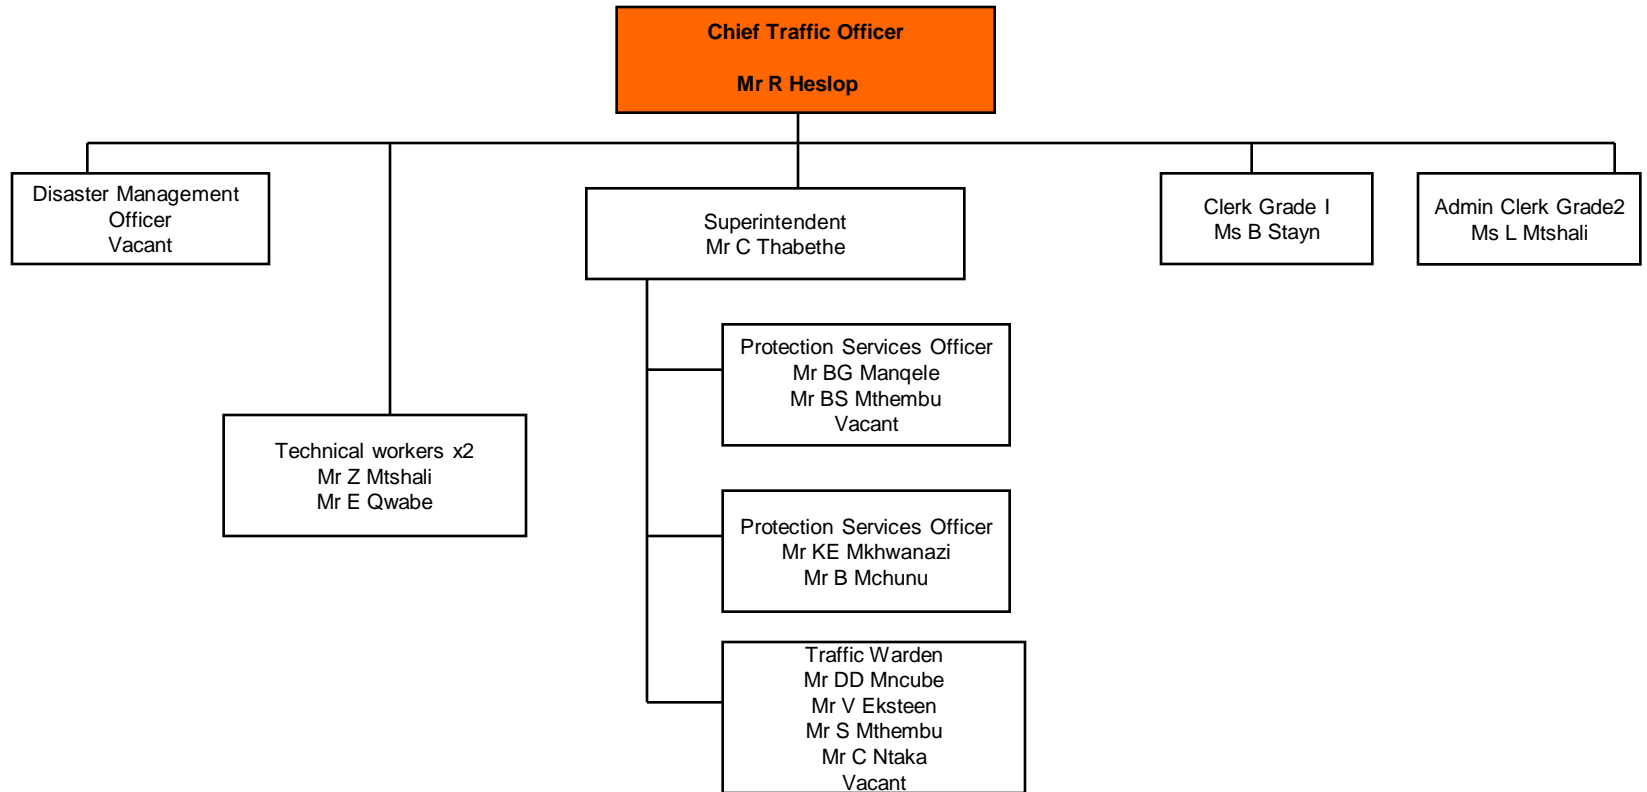 Chief Traffic Officer
Mr R Heslop
Disaster Management
Officer
Vacant
Superintendent
Mr C Thabethe
Clerk Grade I
Ms B Stayn
Admin Clerk Grade2
Ms L Mtshali
Technical workers x2
Mr Z Mtshali
Mr E Qwabe
Protection Services Officer
Mr BG Manqele
Mr BS Mthembu
Vacant
Protection Services Officer
Mr KE Mkhwanazi
Mr B Mchunu
Traffic Warden
Mr DD Mncube
Mr V Eksteen
Mr S Mthembu
Mr C Ntaka
Vacant